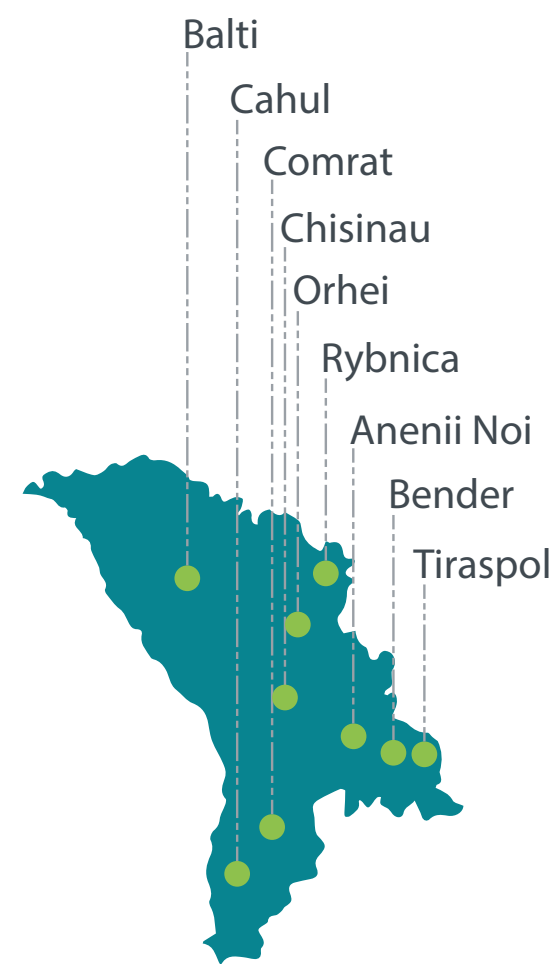 Balti
Cahul
Comrat
Chisinau
Orhei
Rybnica
Anenii Noi
Bender
Tiraspol